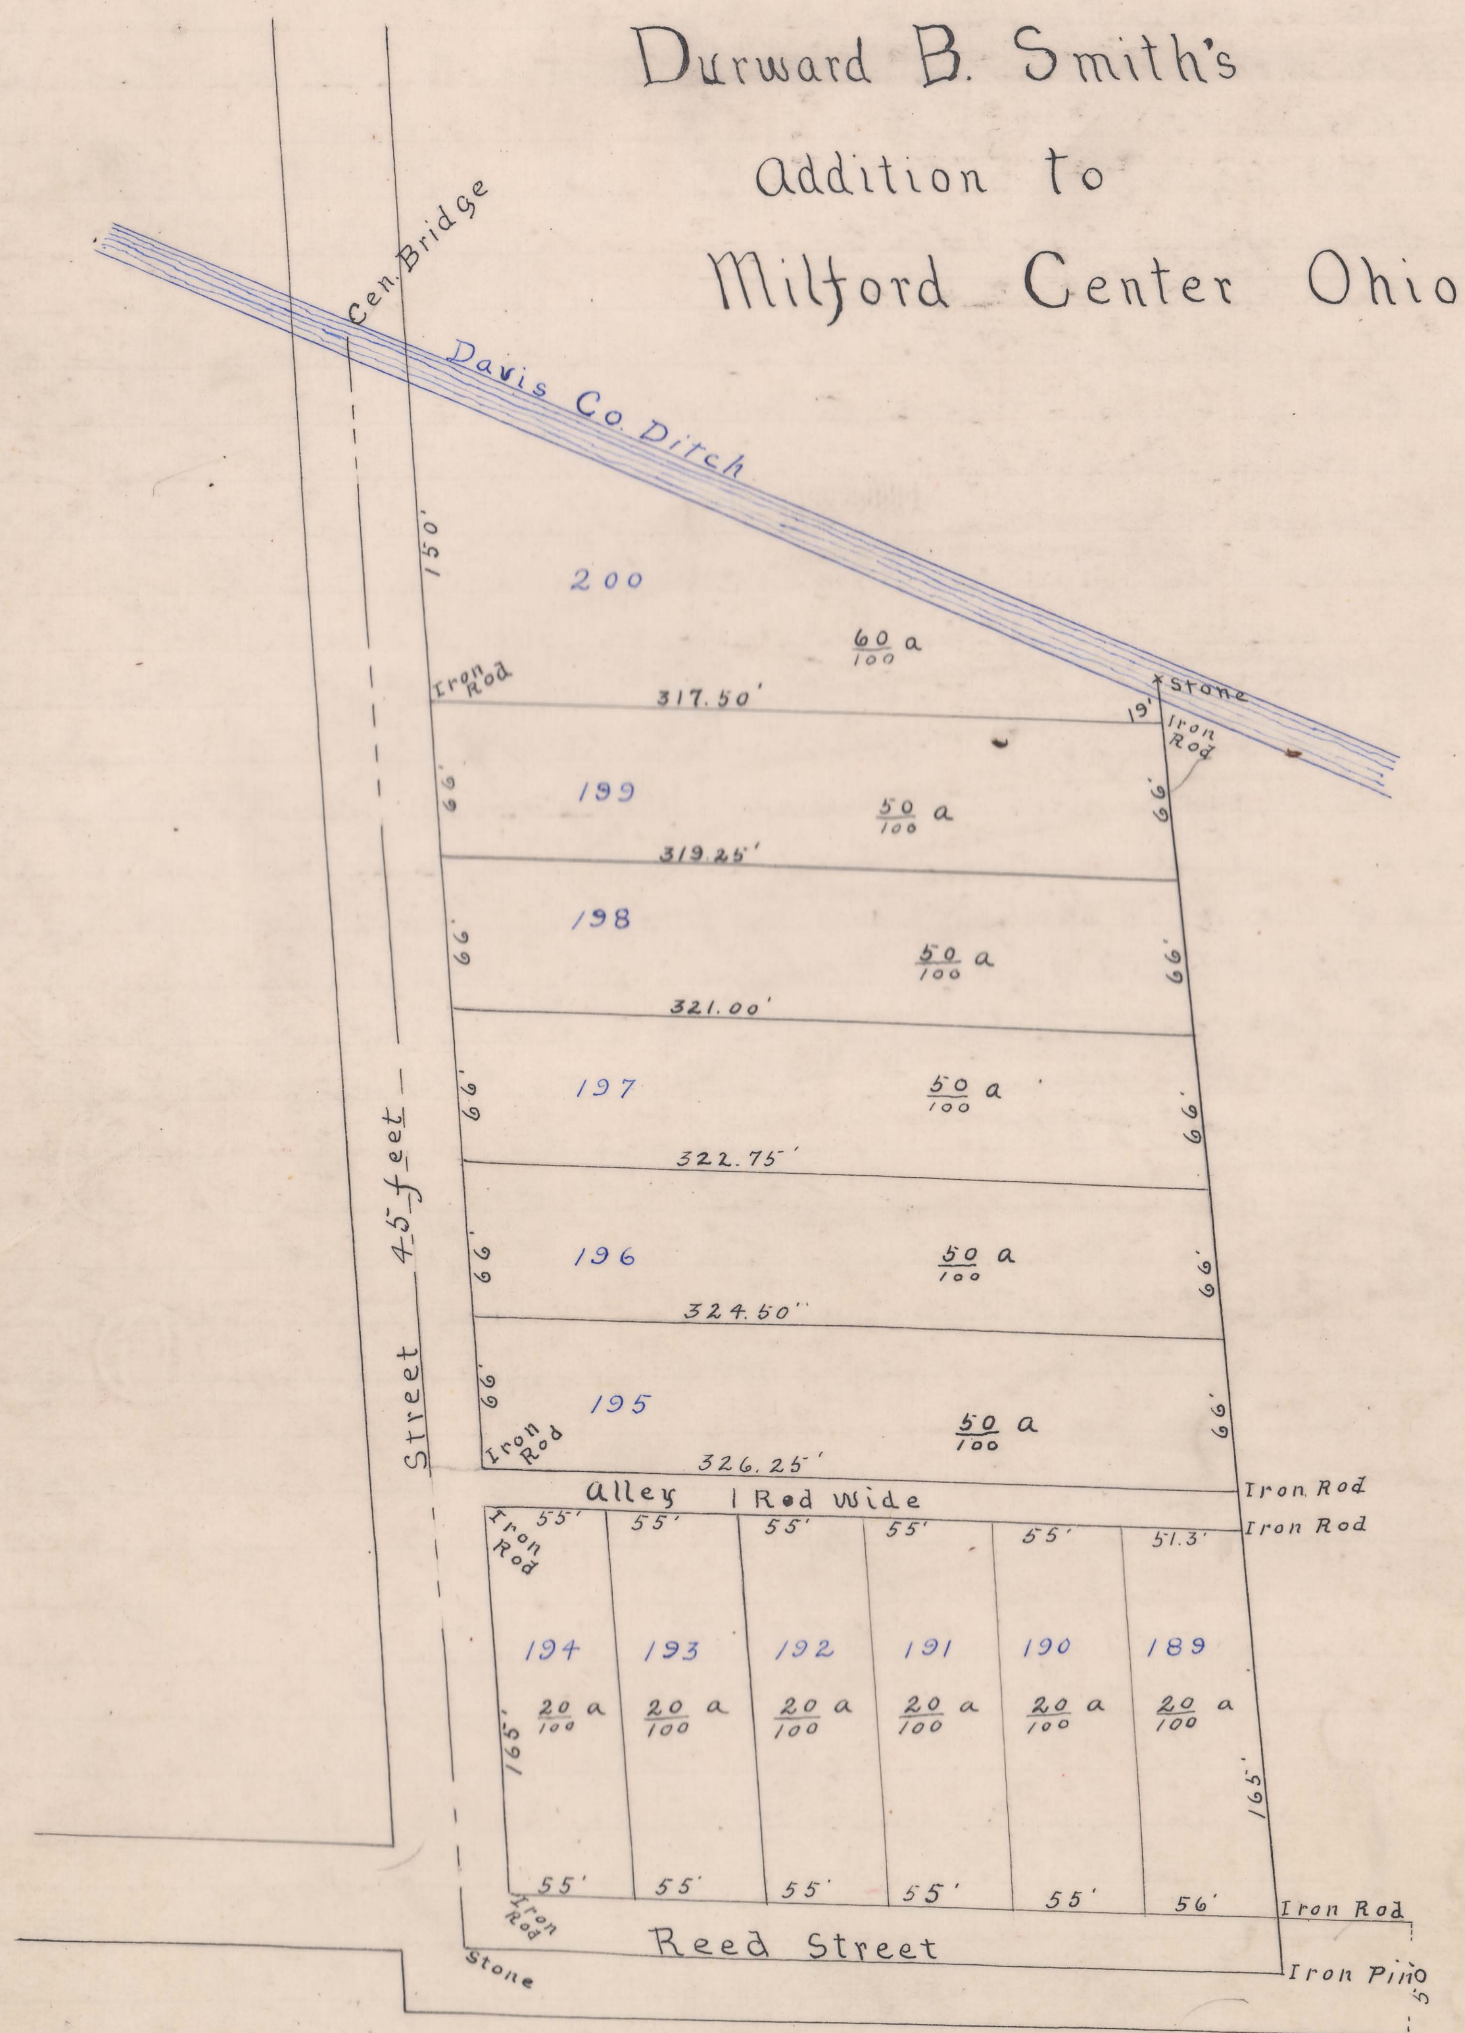 Durward B. Smith's
addition to
Milford Center Ohio
Cen. Bridge
Davis Co. Ditch
150'
200
60/100 a
Iron Rod
317.50'
19'
Stone
Iron Rod
66'
199
50/100 a
66'
319.25'
66'
198
50/100 a
66'
321.00'
66'
197
50/100 a
66'
322.75'
66'
196
50/100 a
66'
324.50"
66'
195
50/100 a
66'
Iron Rod
326.25'
Street 45 feet
alley 1 Rod Wide
Iron Rod
Iron Rod
Iron Rod
55' 55' 55' 55' 55' 51.3'
194 193 192 191 190 189
20/100 a 20/100 a 20/100 a 20/100 a 20/100 a 20/100 a
165'
165'
55' 55' 55' 55' 55' 56'
Iron Rod
Iron Rod
Reed Street
Stone
Iron Pin
50